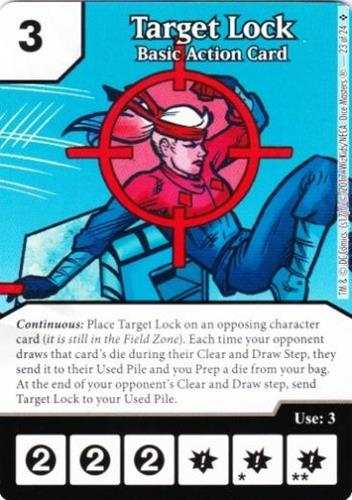 3
Target Lock
Basic Action Card
Continuous: Place Target Lock on an opposing character
card (it is still in the Field Zone). Each time your opponent
draws that card's die during their Clear and Draw Step, they
send it to their Used Pile and you Prep a die from your bag.
At the end of your opponent's Clear and Draw step, send
Target Lock to your Used Pile.
Use: 3
2 2 2 ! ! !
* **
23 of 24